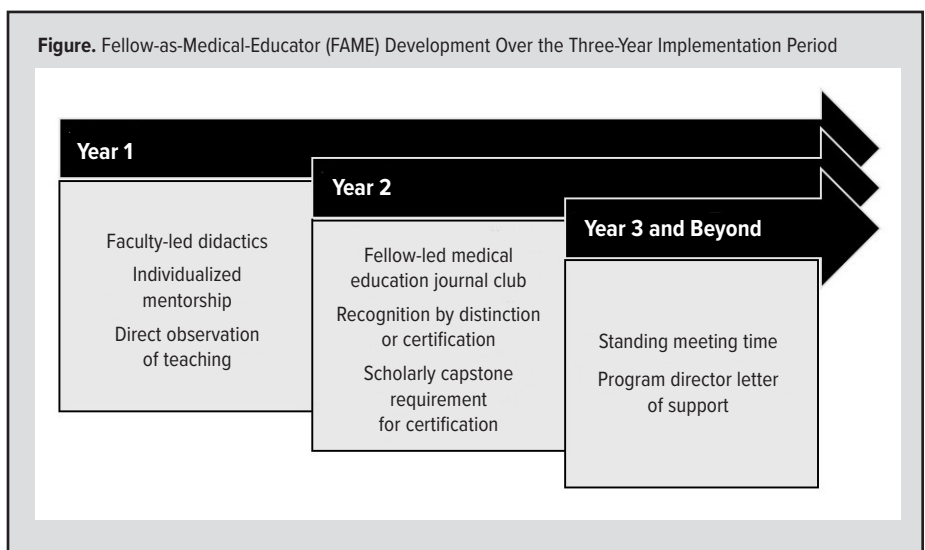 Figure. Fellow-as-Medical-Educator (FAME) Development Over the Three-Year Implementation Period
Year 1
Faculty-led didactics
Individualized
mentorship
Direct observation
of teaching
Year 2
Fellow-led medical
education journal club
Recognition by distinction
or certification
Scholarly capstone
requirement
for certification
Year 3 and Beyond
Standing meeting time
Program director letter
of support